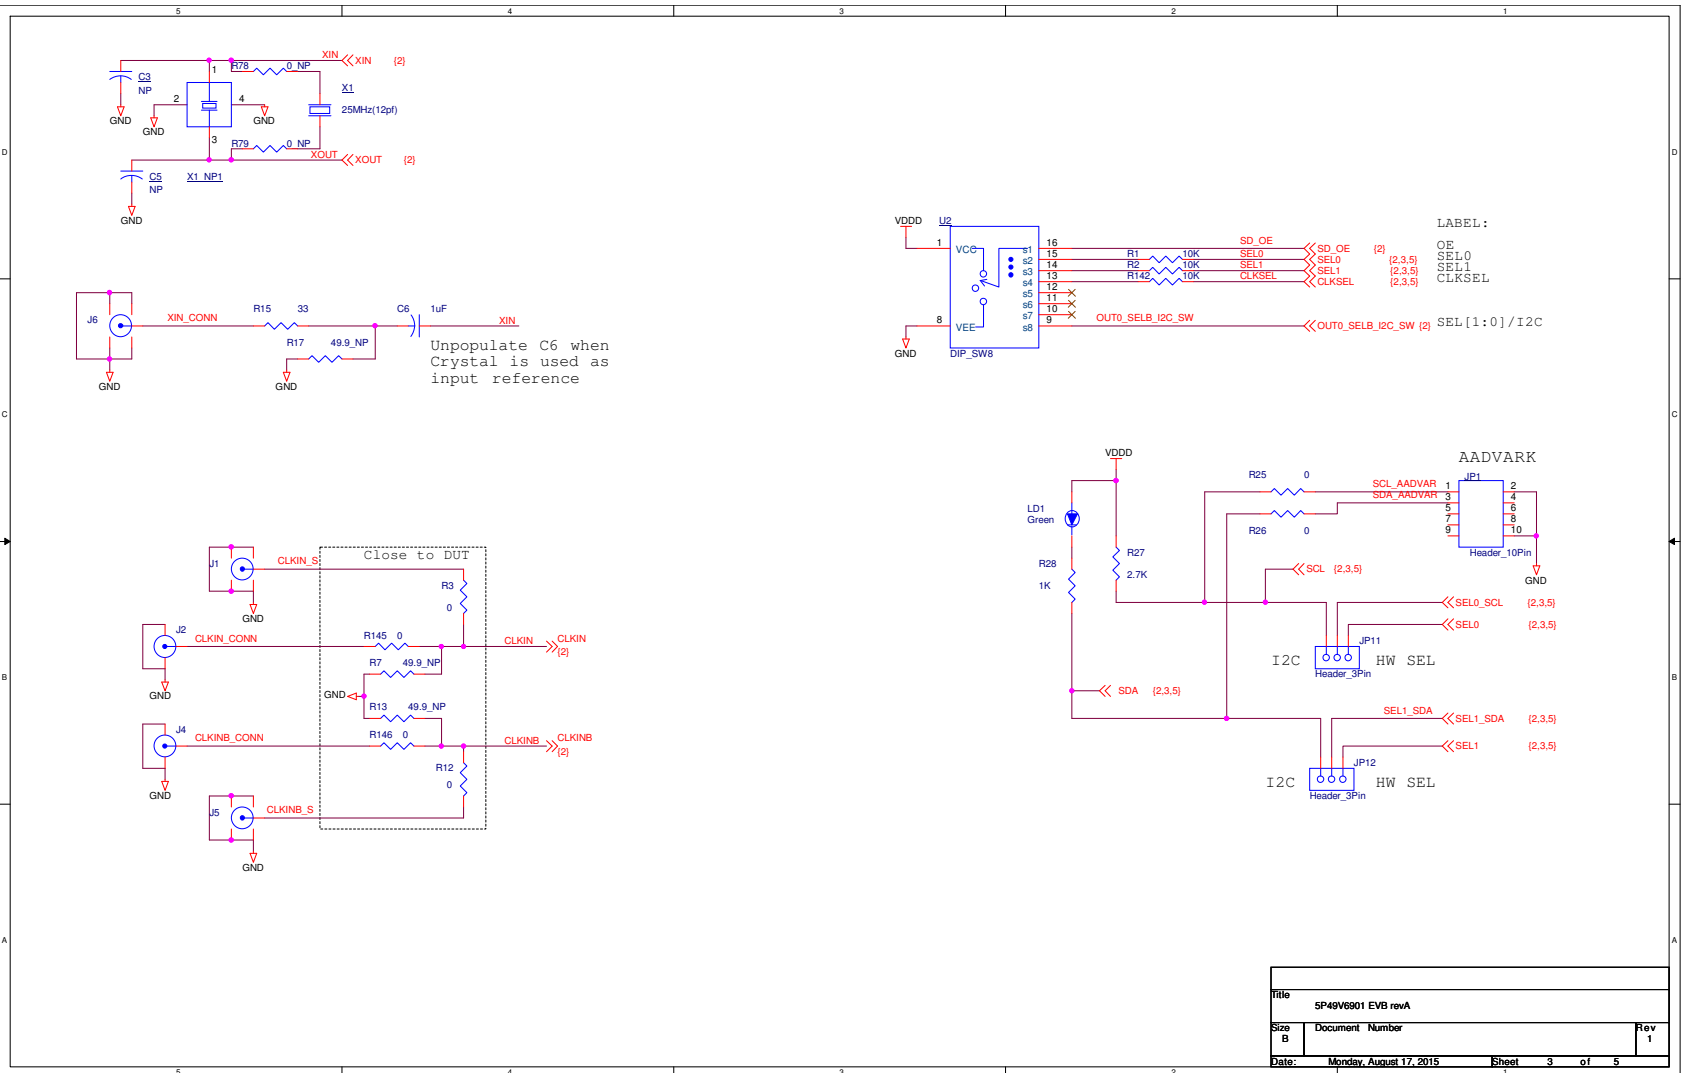 5 4 3 2 1
D
C
B
A
D
C
B
A
XIN
XIN {2}
R78 0_NP
C3
NP
1
2
4
3
X1
25MHz(12pf)
GND
GND
GND
R79 0_NP
XOUT
XOUT {2}
C5
NP
X1_NP1
GND
J6
XIN_CONN
R15 33
C6 1uF
XIN
R17 49.9_NP
GND
GND
Unpopulate C6 when
Crystal is used as
input reference
VDDD
U2
1
VCC
8
VEE
GND
DIP_SW8
s1 16
s2 15
s3 14
s4 13
s5 12
s6 11
s7 10
s8 9
R1 10K
R2 10K
R142 10K
SD_OE
SEL0
SEL1
CLKSEL
SD_OE {2}
SEL0 {2,3,5}
SEL1 {2,3,5}
CLKSEL {2,3,5}
OUT0_SELB_I2C_SW
OUT0_SELB_I2C_SW {2}
LABEL:
OE
SEL0
SEL1
CLKSEL
SEL[1:0]/I2C
J1
CLKIN_S
GND
Close to DUT
R3
0
J2
CLKIN_CONN
GND
R145 0
CLKIN
CLKIN
{2}
R7 49.9_NP
GND
R13 49.9_NP
J4
CLKINB_CONN
GND
R146 0
CLKINB
CLKINB
{2}
R12
0
J5
CLKINB_S
GND
VDDD
LD1
Green
R28
1K
R27
2.7K
R25 0
R26 0
AADVARK
JP1
SCL_AADVAR
SDA_AADVAR
1 2
3 4
5 6
7 8
9 10
Header_10Pin
GND
SCL {2,3,5}
SEL0_SCL {2,3,5}
SEL0 {2,3,5}
JP11
I2C HW SEL
Header_3Pin
SDA {2,3,5}
SEL1_SDA
SEL1_SDA {2,3,5}
SEL1 {2,3,5}
JP12
I2C HW SEL
Header_3Pin
Title
5P49V6901 EVB revA
Size Document Number Rev
B 1
Date: Monday, August 17, 2015 Sheet 3 of 5
5 4 3 2 1